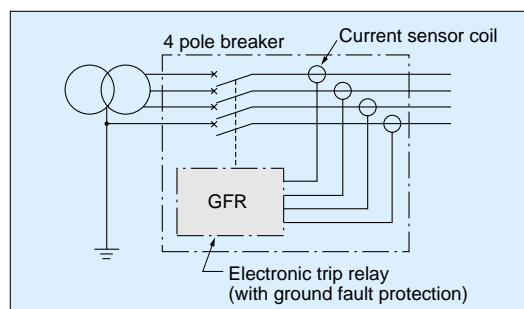 4 pole breaker
Current sensor coil
GFR
Electronic trip relay
(with ground fault protection)